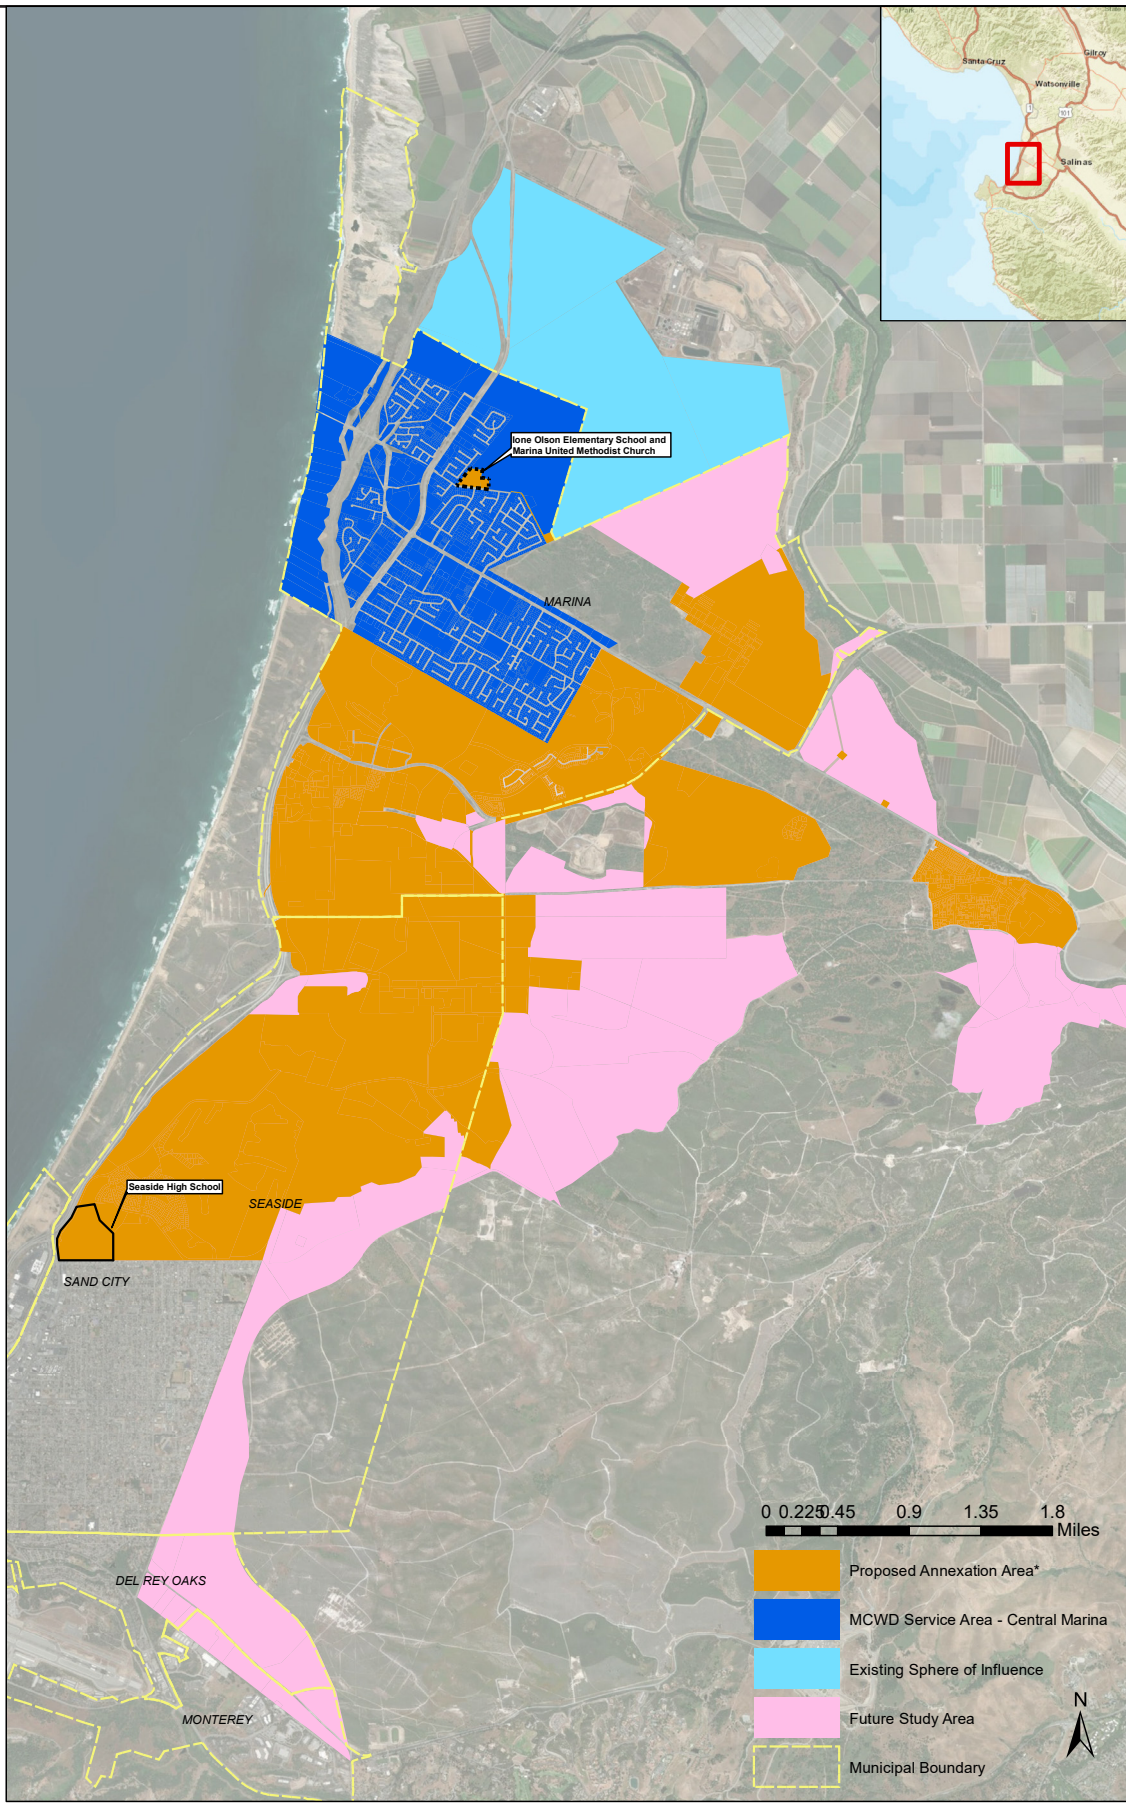 Santa Cruz
Gilroy
Watsonville
1
101
Salinas
Ione Olson Elementary School and
Marina United Methodist Church
MARINA
Seaside High School
SEASIDE
SAND CITY
DEL REY OAKS
MONTEREY
0 0.225 0.45 0.9 1.35 1.8
Miles
Proposed Annexation Area*
MCWD Service Area - Central Marina
Existing Sphere of Influence
Future Study Area
Municipal Boundary
N